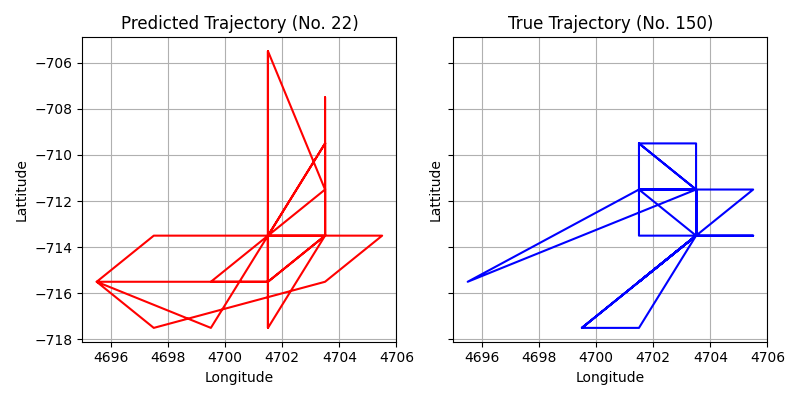 Predicted Trajectory (No. 22)
True Trajectory (No. 150)
−706
−708
−710
−712
−714
−716
−718
Lattitude
Lattitude
4696 4698 4700 4702 4704 4706
4696 4698 4700 4702 4704 4706
Longitude
Longitude